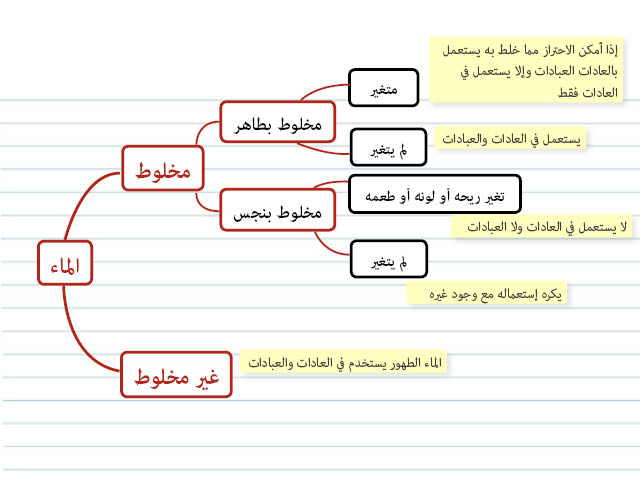 إذا أمكن الاحتراز مما خلط به يستعمل
بالعادات العبادات وإلا يستعمل في
العادات فقط
متغير
مخلوط بطاهر
لم يتغير
يستعمل في العادات والعبادات
مخلوط
تغير ريحه أو لونه أو طعمه
مخلوط بنجس
لا يستعمل في العادات ولا العبادات
لم يتغير
الماء
يكره إستعماله مع وجود غيره
الماء الطهور يستخدم في العادات والعبادات
غير مخلوط